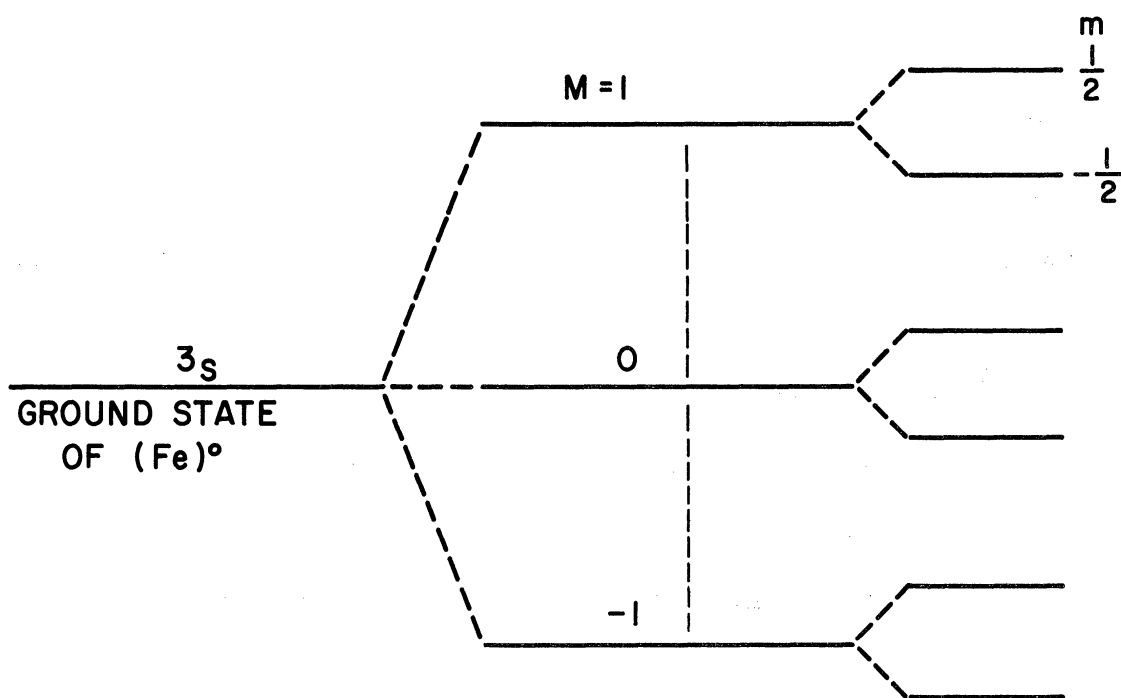 m
M = 1
1/2
-1/2
3s
0
GROUND STATE
OF (Fe)°
-1